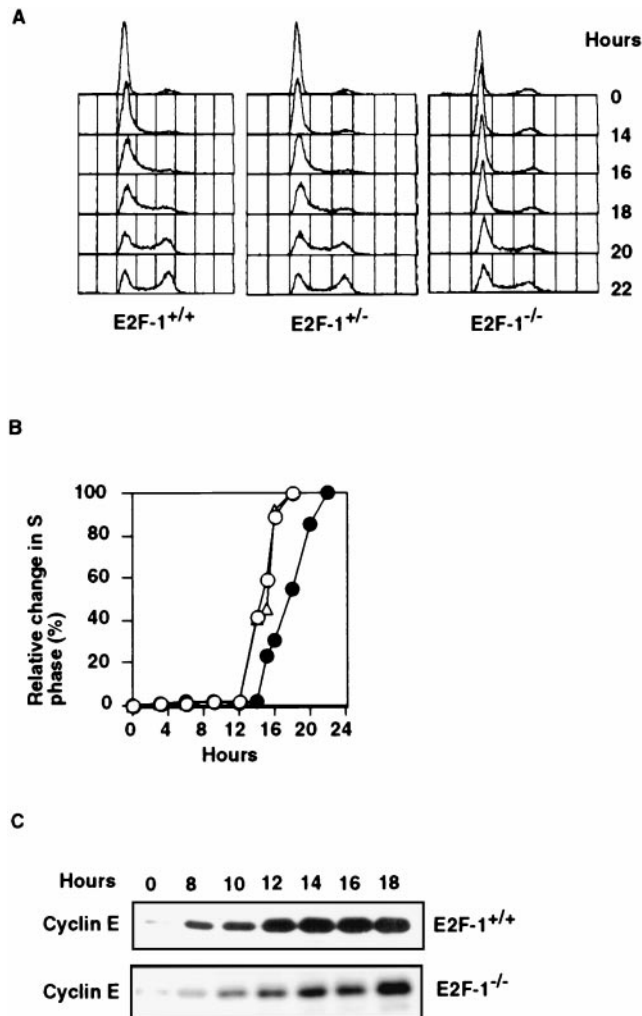 A
Hours
0
14
16
18
20
22
E2F-1+/+
E2F-1+/-
E2F-1-/-
B
100
80
60
40
20
0
Relative change in S
phase (%)
0 4 8 12 16 20 24
Hours
C
Hours 0 8 10 12 14 16 18
Cyclin E E2F-1+/+
Cyclin E E2F-1-/-